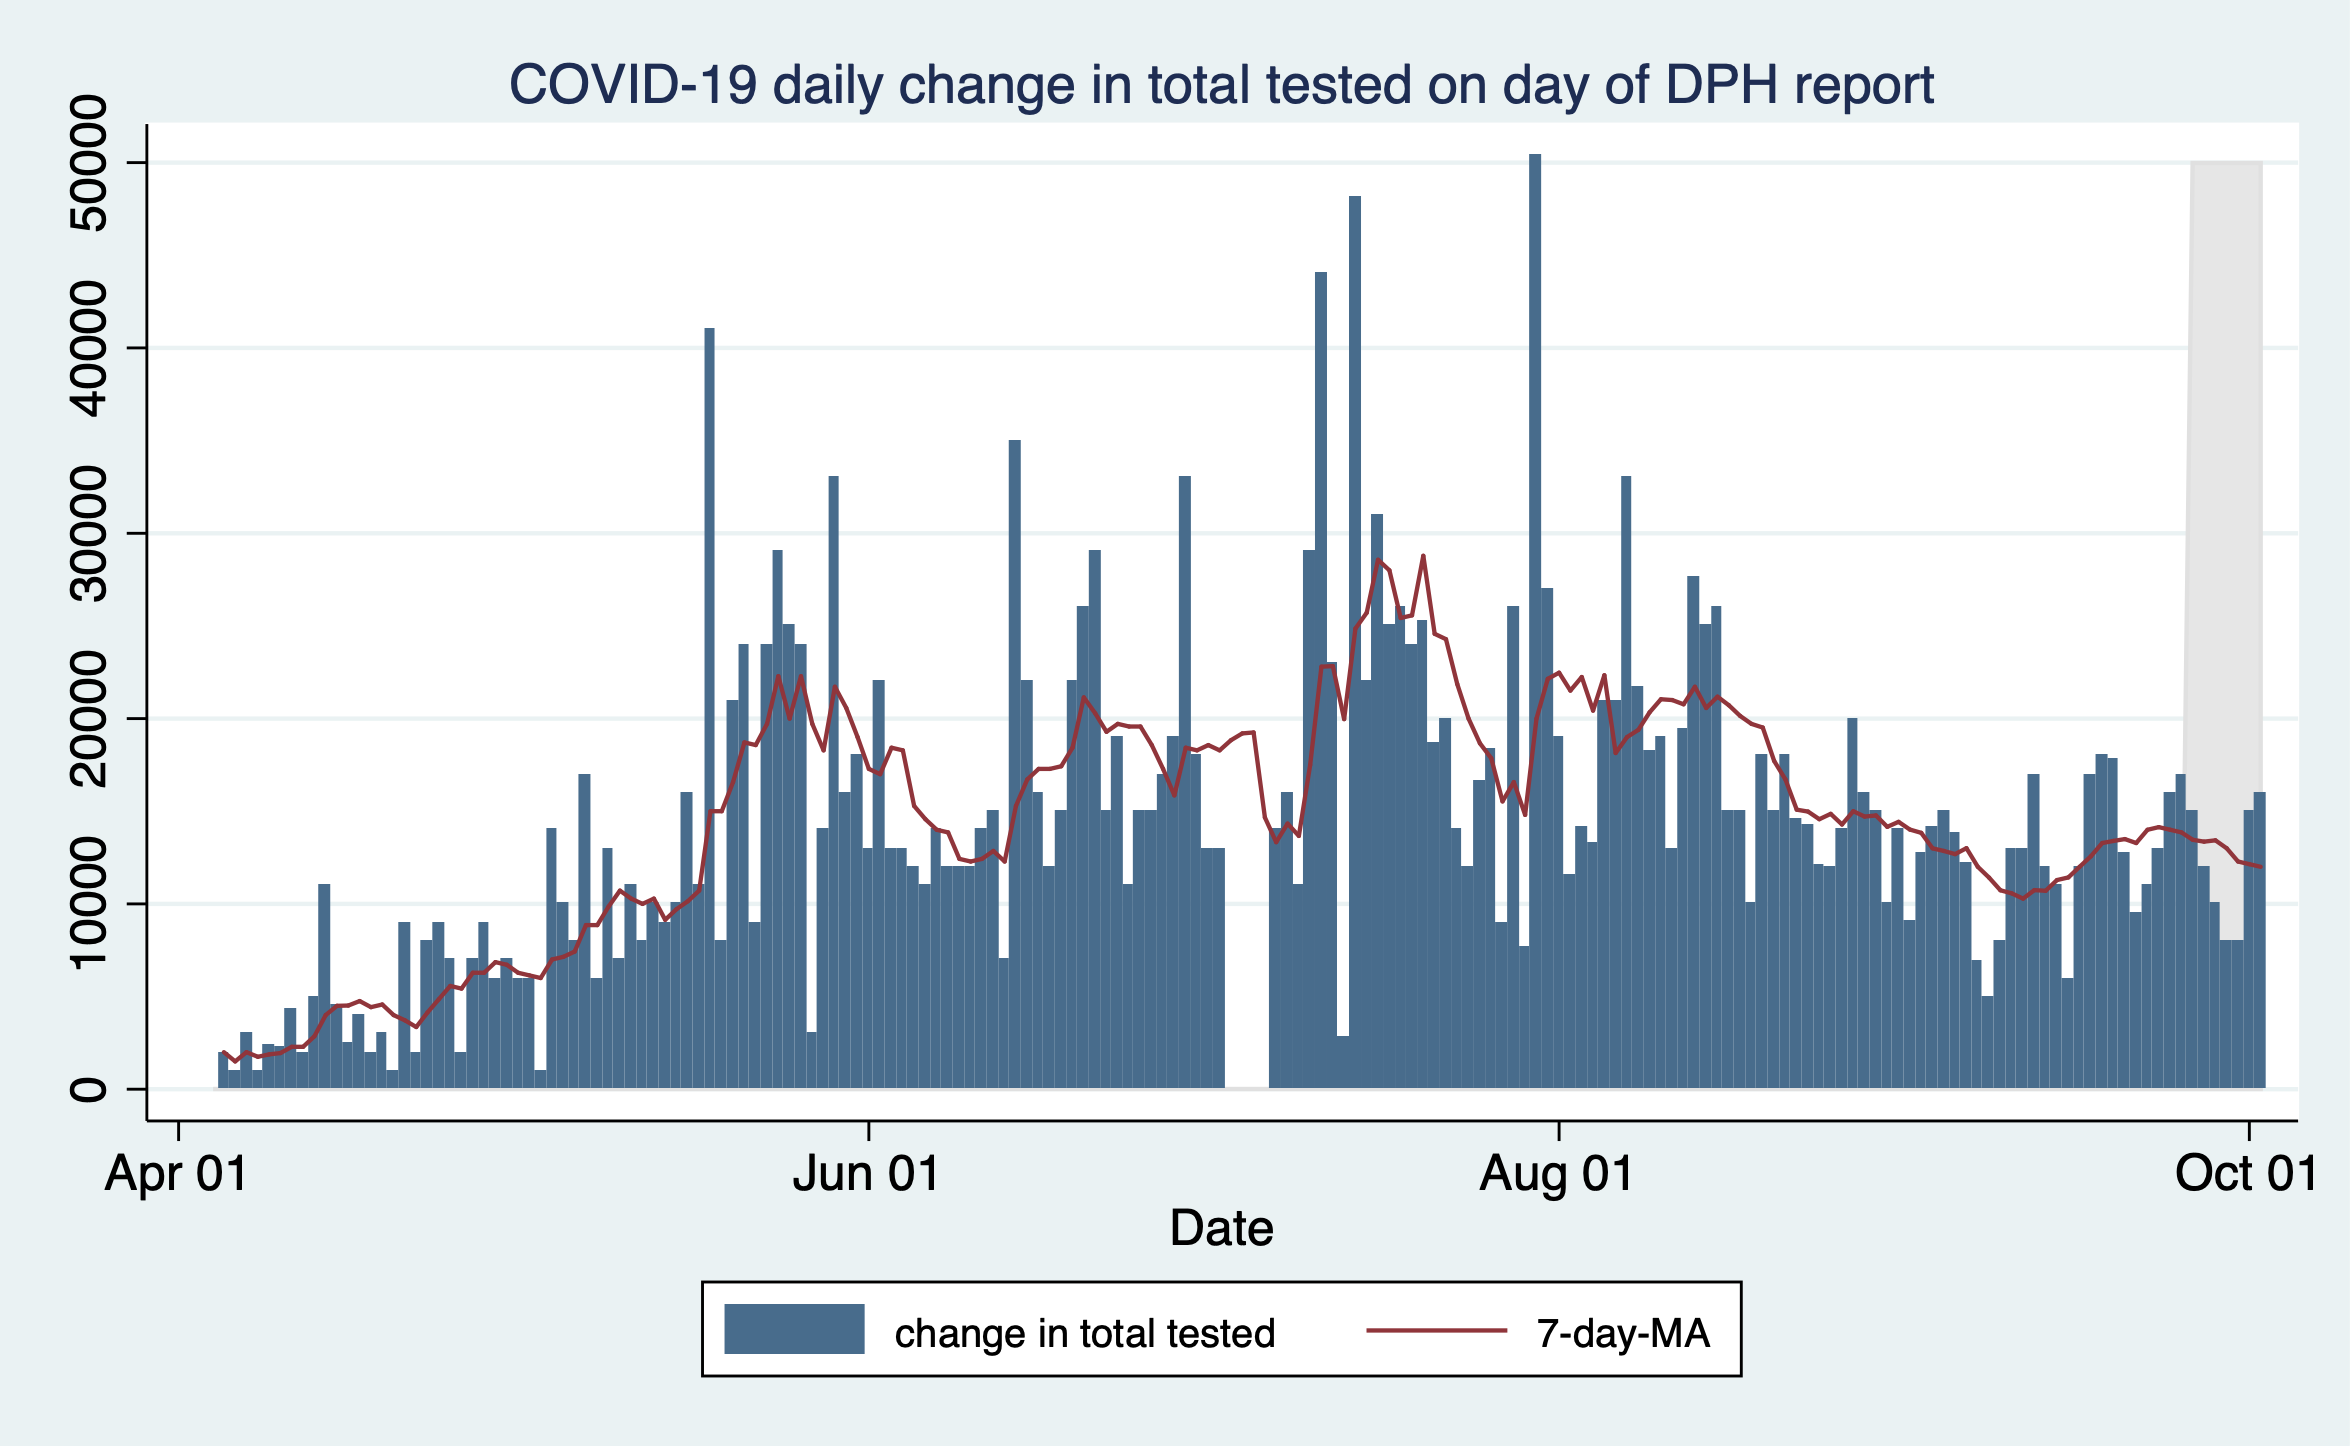 COVID-19 daily change in total tested on day of DPH report
50000
40000
30000
20000
10000
0
Apr 01 Jun 01 Aug 01 Oct 01
Date
change in total tested 7-day-MA